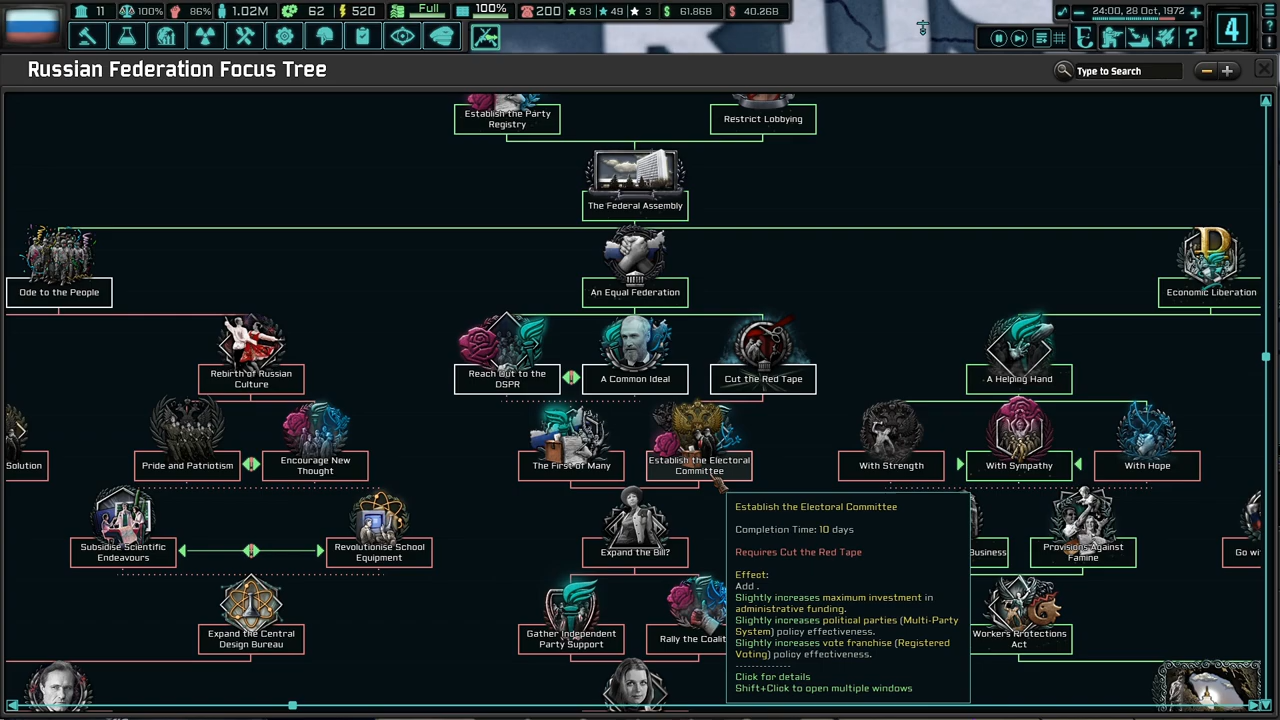 11 100% 86% 1.02M 62 520 Full 100% 200 83 49 3 $ 61.86B $ 40.26B 24:00, 28 Oct, 1972 4
Russian Federation Focus Tree
Type to Search
Establish the Party
Registry
Restrict Lobbying
The Federal Assembly
Ode to the People
An Equal Federation
Economic Liberation
Rebirth of Russian
Culture
Reach Out to the
DSPR
A Common Ideal
Cut the Red Tape
A Helping Hand
Solution
Pride and Patriotism
Encourage New
Thought
The First of Many
Establish the Electoral
Committee
With Strength
With Sympathy
With Hope
Subsidise Scientific
Endeavours
Revolutionise School
Equipment
Expand the Bill?
Business
Provisions Against
Famine
Go wi
Establish the Electoral Committee
Completion Time: 10 days
Requires Cut the Red Tape
Effect:
Add .
Slightly increases maximum investment in
administrative funding.
Slightly increases political parties (Multi-Party
System) policy effectiveness.
Slightly increases vote franchise (Registered
Voting) policy effectiveness.
--------------
Click for details
Shift+Click to open multiple windows
Expand the Central
Design Bureau
Gather Independent
Party Support
Rally the Coalit
Workers Protections
Act